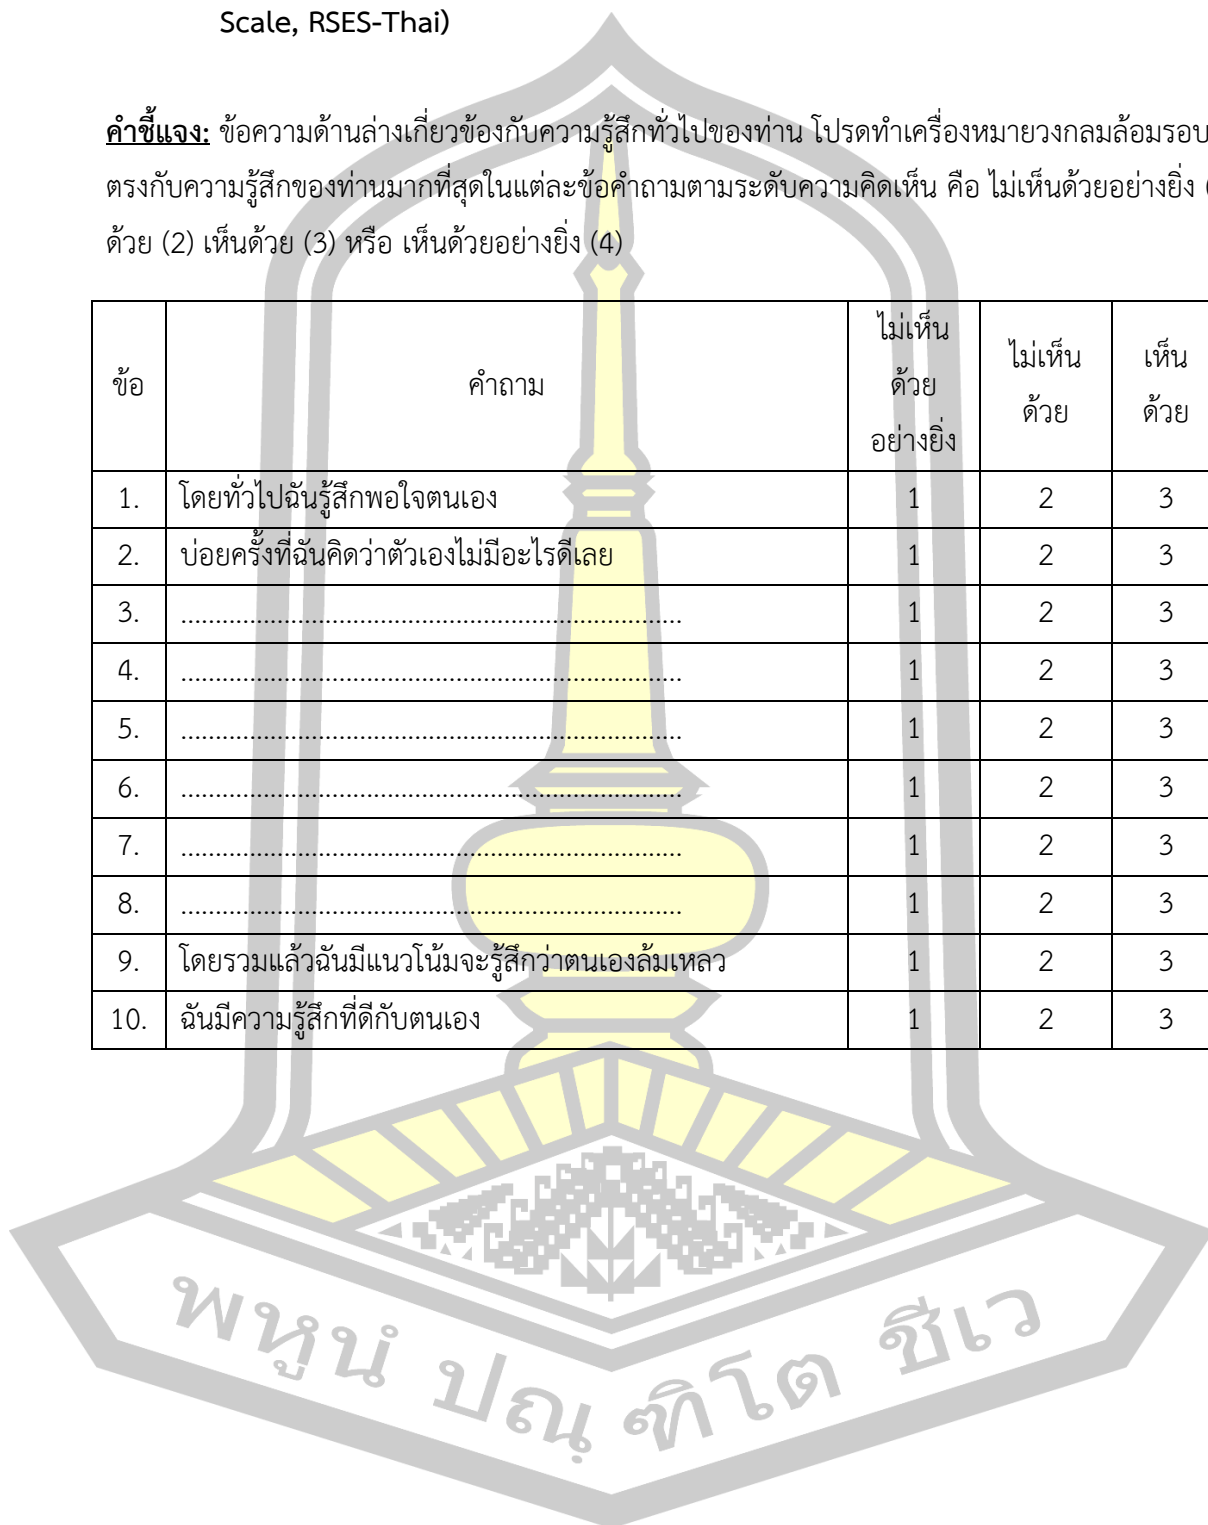 Scale, RSES-Thai)
คำชี้แจง: ข้อความด้านล่างเกี่ยวข้องกับความรู้สึกทั่วไปของท่าน โปรดทำเครื่องหมายวงกลมล้อมรอบ
ตรงกับความรู้สึกของท่านมากที่สุดในแต่ละข้อคำถามตามระดับความคิดเห็น คือ ไม่เห็นด้วยอย่างยิ่ง (
ด้วย (2) เห็นด้วย (3) หรือ เห็นด้วยอย่างยิ่ง (4)
ข้อ คำถาม ไม่เห็นด้วยอย่างยิ่ง ไม่เห็นด้วย เห็นด้วย
1. โดยทั่วไปฉันรู้สึกพอใจตนเอง 1 2 3
2. บ่อยครั้งที่ฉันคิดว่าตัวเองไม่มีอะไรดีเลย 1 2 3
3. ........................................................................ 1 2 3
4. ........................................................................ 1 2 3
5. ........................................................................ 1 2 3
6. ........................................................................ 1 2 3
7. ........................................................................ 1 2 3
8. ........................................................................ 1 2 3
9. โดยรวมแล้วฉันมีแนวโน้มจะรู้สึกว่าตนเองล้มเหลว 1 2 3
10. ฉันมีความรู้สึกที่ดีกับตนเอง 1 2 3
พหูนํ ปณฺฑิโต ชีเว